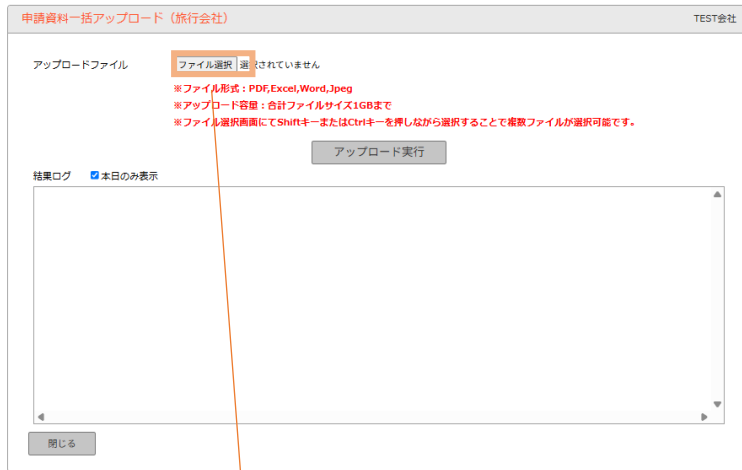 申請資料一括アップロード（旅行会社）
TEST会社
アップロードファイル
ファイル選択 選択されていません
※ファイル形式：PDF,Excel,Word,Jpeg
※アップロード容量：合計ファイルサイズ1GBまで
※ファイル選択画面にてShiftキーまたはCtrlキーを押しながら選択することで複数ファイルが選択可能です。
アップロード実行
結果ログ 本日のみ表示
閉じる